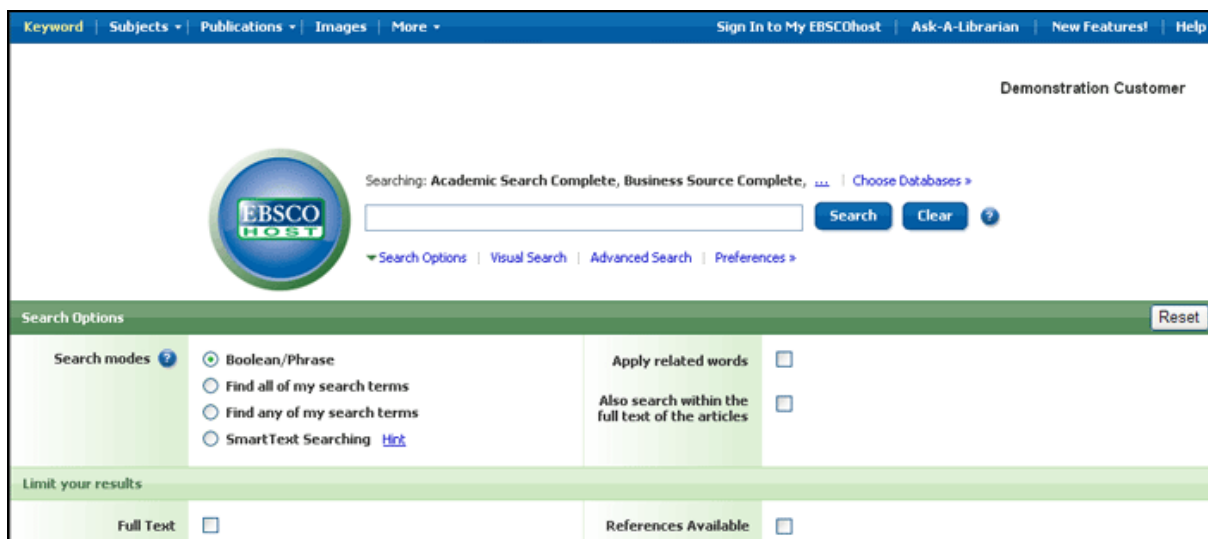 Keyword | Subjects | Publications | Images | More Sign In to My EBSCOhost | Ask-A-Librarian | New Features! | Help
Demonstration Customer
Searching: Academic Search Complete, Business Source Complete, ... | Choose Databases »
EBSCO
HOST
Search Clear ?
Search Options | Visual Search | Advanced Search | Preferences »
Search Options Reset
Search modes ? Boolean/Phrase
Find all of my search terms
Find any of my search terms
SmartText Searching Hint
Apply related words
Also search within the
full text of the articles
Limit your results
Full Text References Available